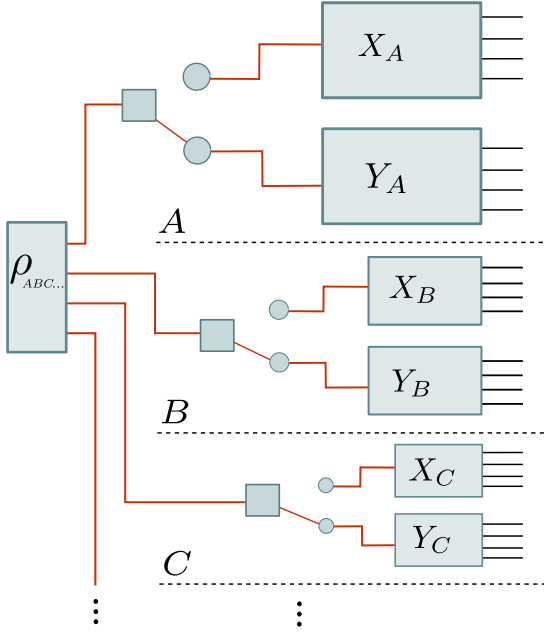 X_A
Y_A
A
ρ_ABC...
X_B
Y_B
B
X_C
Y_C
C
⋮ ⋮